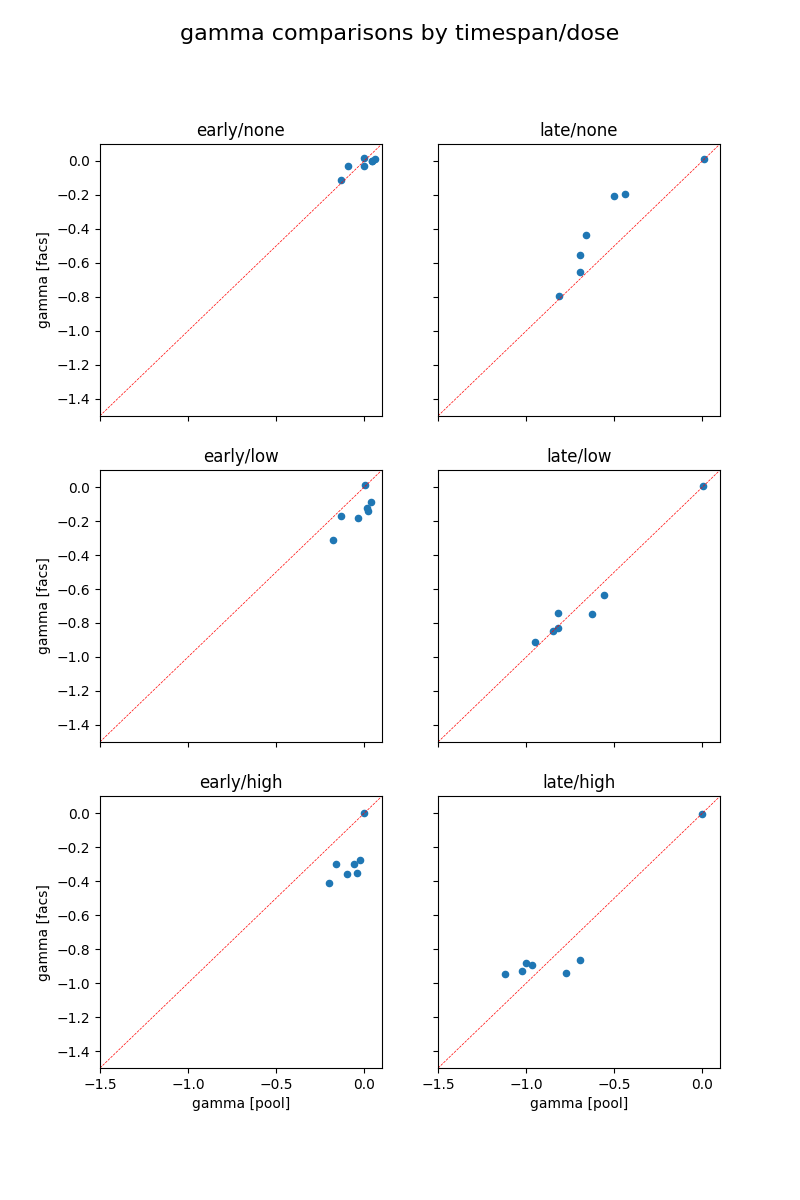 gamma comparisons by timespan/dose
early/none
late/none
0.0
−0.2
−0.4
−0.6
−0.8
−1.0
−1.2
−1.4
gamma [facs]
early/low
late/low
0.0
−0.2
−0.4
−0.6
−0.8
−1.0
−1.2
−1.4
gamma [facs]
early/high
late/high
0.0
−0.2
−0.4
−0.6
−0.8
−1.0
−1.2
−1.4
gamma [facs]
−1.5 −1.0 −0.5 0.0
−1.5 −1.0 −0.5 0.0
gamma [pool]
gamma [pool]